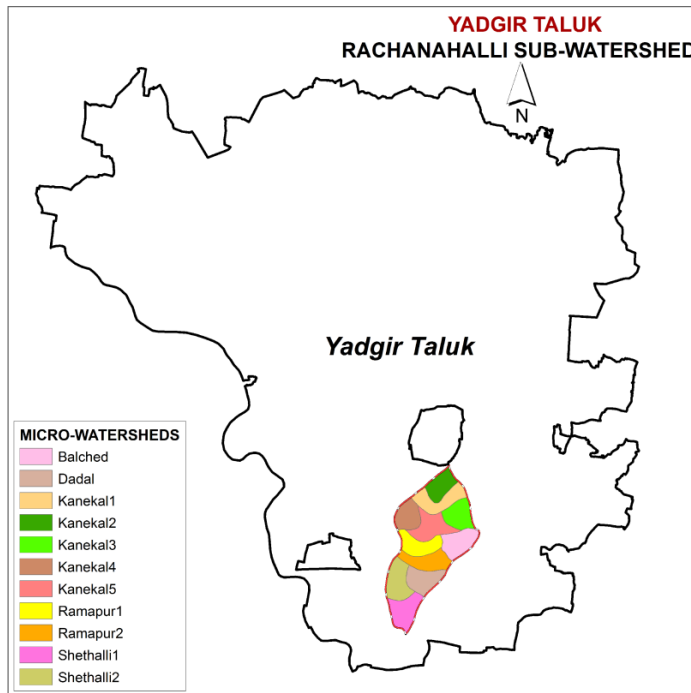 YADGIR TALUK
RACHANAHALLI SUB-WATERSHED
N
Yadgir Taluk
MICRO-WATERSHEDS
Balched
Dadal
Kanekal1
Kanekal2
Kanekal3
Kanekal4
Kanekal5
Ramapur1
Ramapur2
Shethalli1
Shethalli2